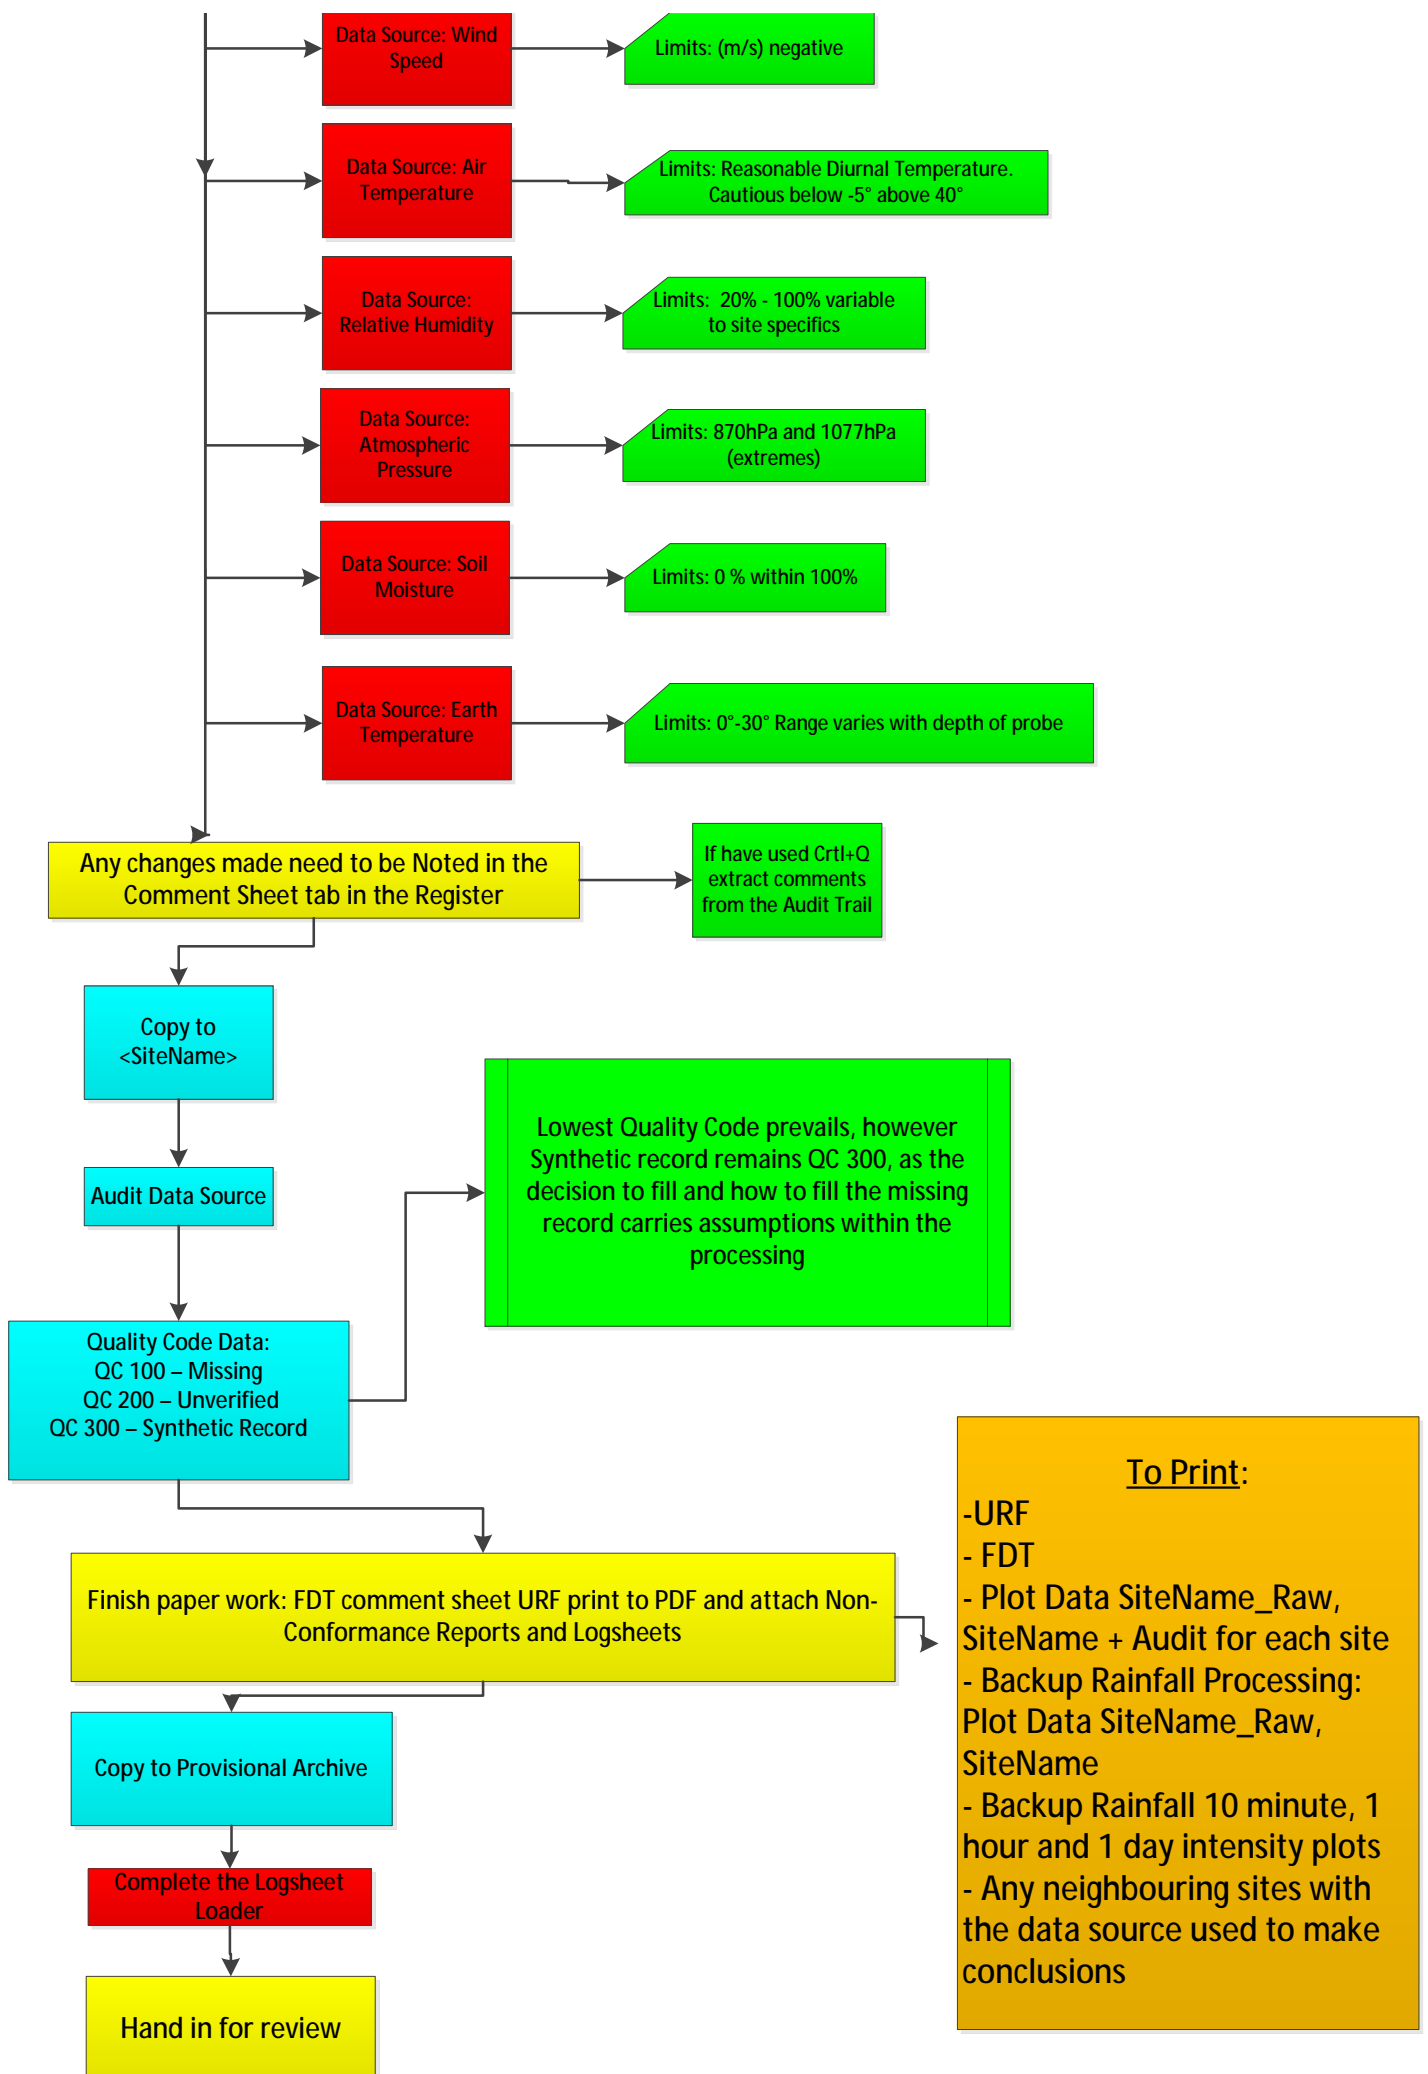 Data Source: Wind
Speed
Limits: (m/s) negative
Data Source: Air
Temperature
Limits: Reasonable Diurnal Temperature.
Cautious below -5° above 40°
Data Source:
Relative Humidity
Limits:  20% - 100% variable
to site specifics
Data Source:
Atmospheric
Pressure
Limits: 870hPa and 1077hPa
(extremes)
Data Source: Soil
Moisture
Limits: 0 % within 100%
Data Source: Earth
Temperature
Limits: 0°-30° Range varies with depth of probe
Any changes made need to be Noted in the
Comment Sheet tab in the Register
If have used Crtl+Q
extract comments
from the Audit Trail
Copy to
<SiteName>
Audit Data Source
Lowest Quality Code prevails, however
Synthetic record remains QC 300, as the
decision to fill and how to fill the missing
record carries assumptions within the
processing
Quality Code Data:
QC 100 – Missing
QC 200 – Unverified
QC 300 – Synthetic Record
Finish paper work: FDT comment sheet URF print to PDF and attach Non-
Conformance Reports and Logsheets
To Print:
-URF
- FDT
- Plot Data SiteName_Raw,
SiteName + Audit for each site
- Backup Rainfall Processing:
Plot Data SiteName_Raw,
SiteName
- Backup Rainfall 10 minute, 1
hour and 1 day intensity plots
- Any neighbouring sites with
the data source used to make
conclusions
Copy to Provisional Archive
Complete the Logsheet
Loader
Hand in for review